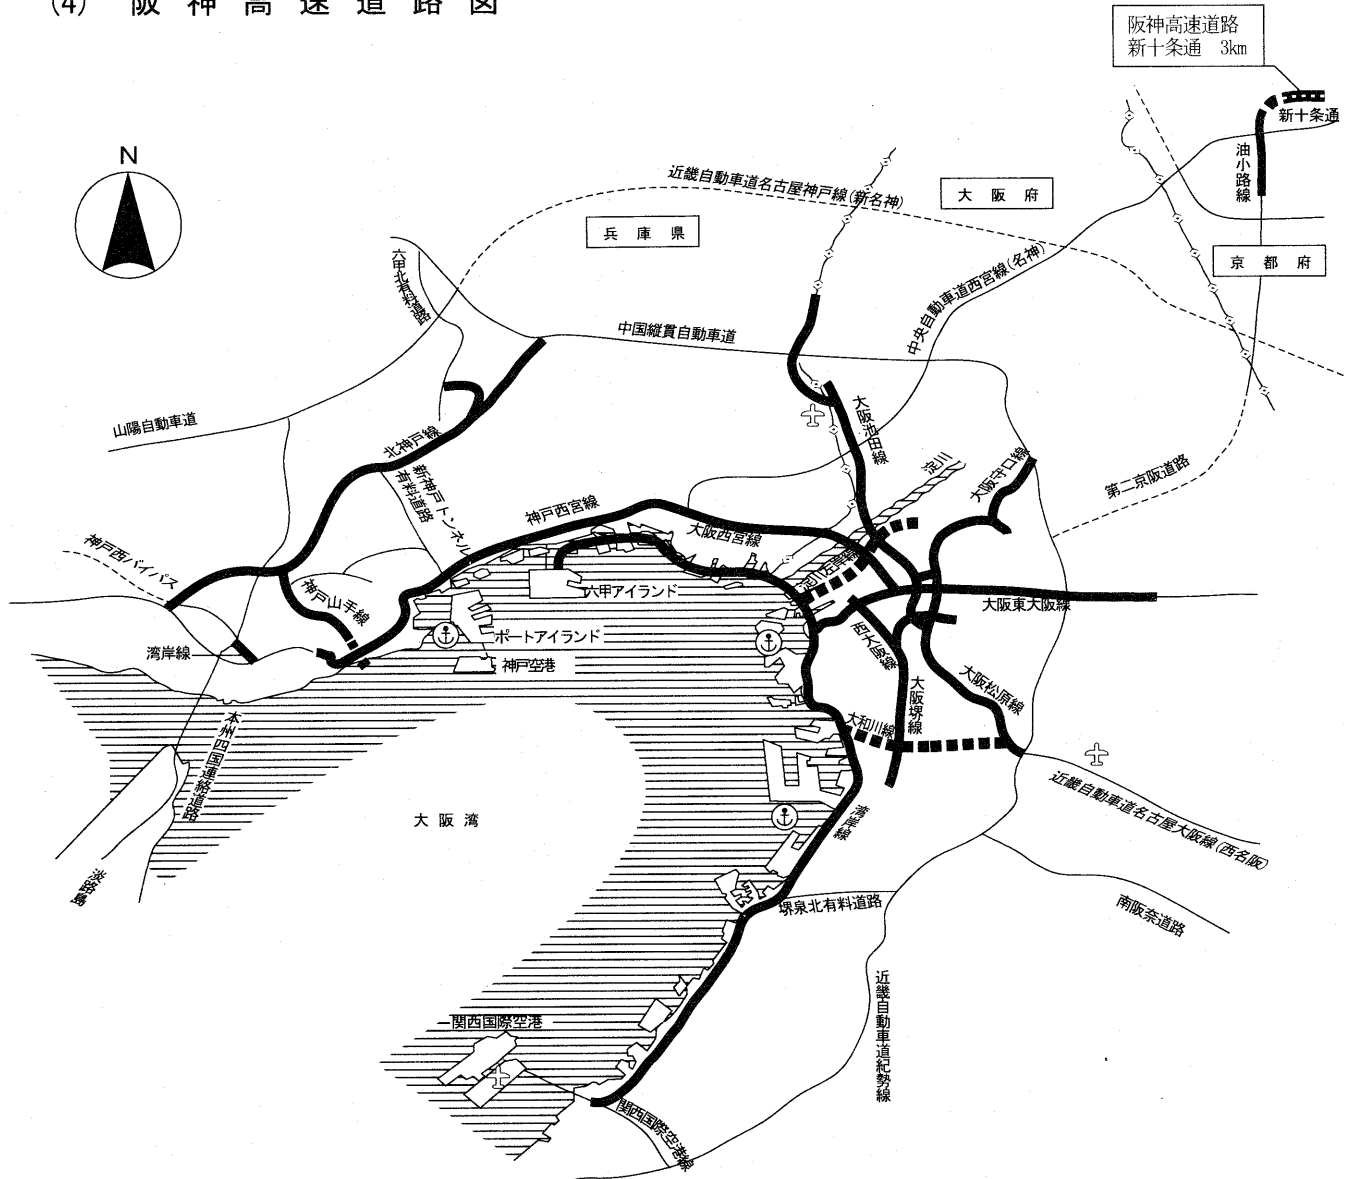 (4) 阪神高速道路図
阪神高速道路
新十条通 3km
新十条通
油小路線
N
近畿自動車道名古屋神戸線(新名神)
大阪府
兵庫県
京都府
六甲北有料道路
中国縦貫自動車道
中央自動車道西宮線(名神)
山陽自動車道
北神戸線
新神戸トンネル
有料道路
大阪池田線
淀川
大阪守口線
第二京阪道路
神戸西宮線
大阪西宮線
神戸西バイパス
淀川左岸線
神戸山手線
六甲アイランド
大阪東大阪線
ポートアイランド
西大阪線
湾岸線
神戸空港
大阪松原線
大阪堺線
大和川線
本州四国連絡道路
近畿自動車道名古屋大阪線(西名阪)
大阪湾
湾岸線
淡路島
堺泉北有料道路
南阪奈道路
近畿自動車道紀勢線
関西国際空港
関西国際空港線